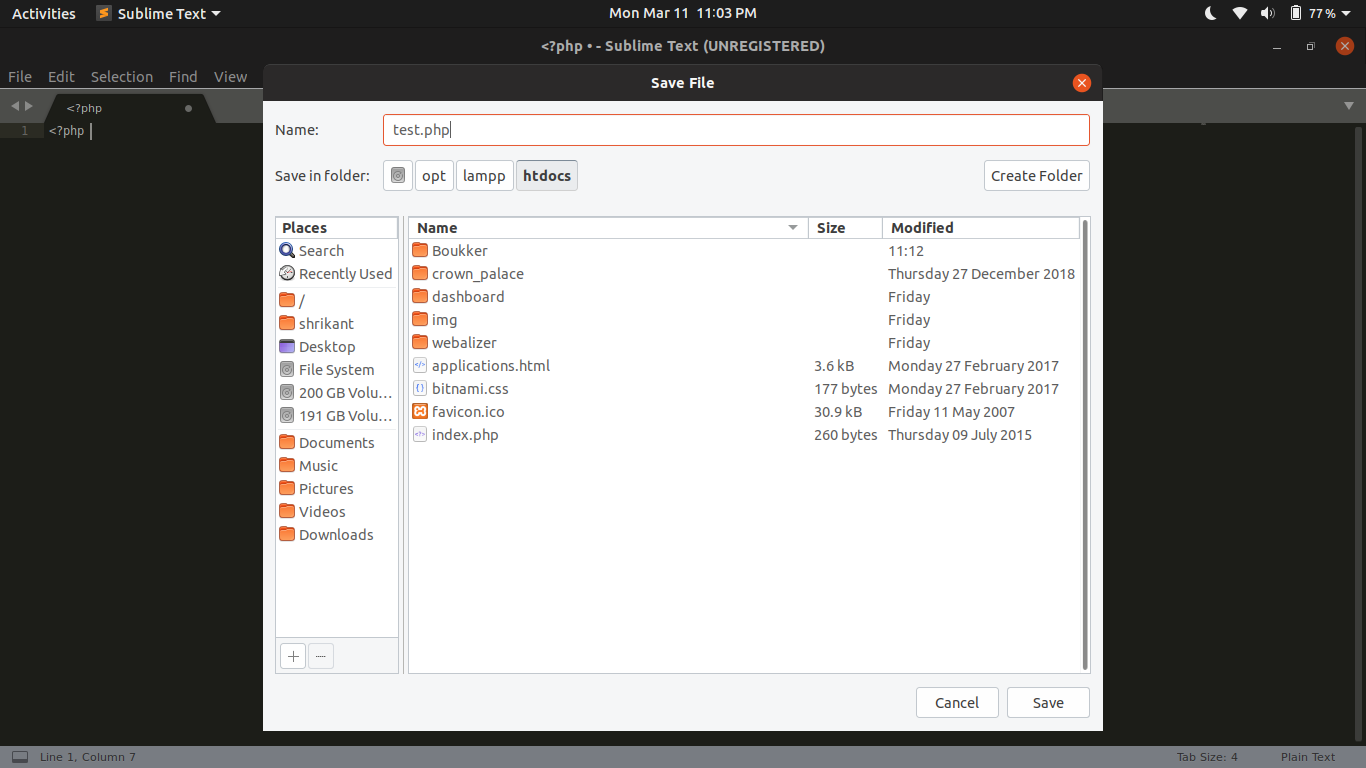 Activities Sublime Text Mon Mar 11 11:03 PM 77%
<?php • - Sublime Text (UNREGISTERED)
File Edit Selection Find View
Save File
<?php
1 <?php
Name: test.php
Save in folder: opt lampp htdocs Create Folder
Places Name Size Modified
Search Boukker 11:12
Recently Used crown_palace Thursday 27 December 2018
/ dashboard Friday
shrikant img Friday
Desktop webalizer Friday
File System applications.html 3.6 kB Monday 27 February 2017
200 GB Volu... bitnami.css 177 bytes Monday 27 February 2017
191 GB Volu... favicon.ico 30.9 kB Friday 11 May 2007
Documents index.php 260 bytes Thursday 09 July 2015
Music
Pictures
Videos
Downloads
Cancel Save
Line 1, Column 7 Tab Size: 4 Plain Text